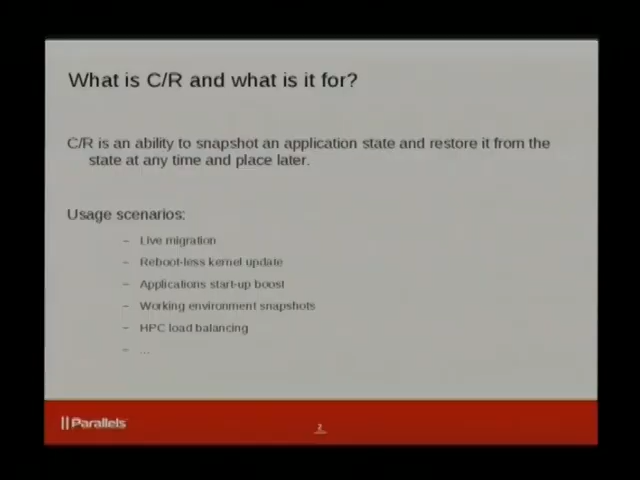 What is C/R and what is it for?
C/R is an ability to snapshot an application state and restore it from the
state at any time and place later.
Usage scenarios:
– Live migration
– Reboot-less kernel update
– Applications start-up boost
– Working environment snapshots
– HPC load balancing
– ...
|| Parallels
2